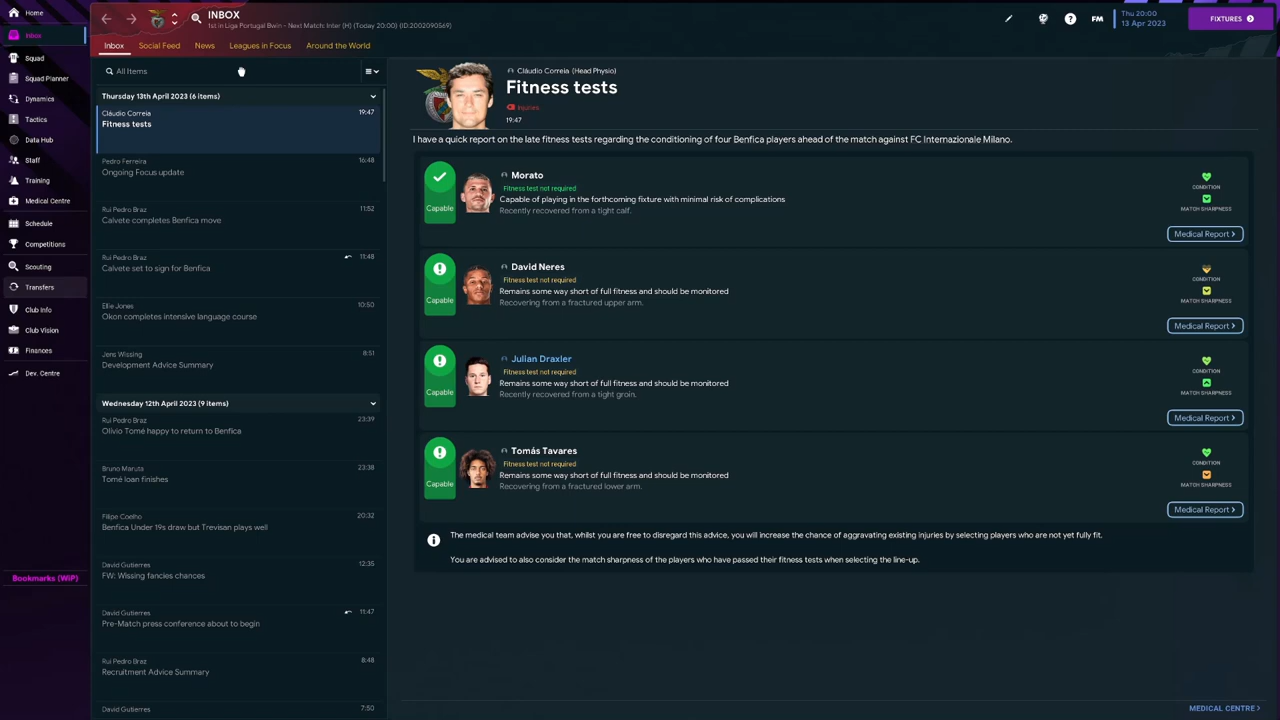 Home
Inbox
Squad
Squad Planner
Dynamics
Tactics
Data Hub
Staff
Training
Medical Centre
Schedule
Competitions
Scouting
Transfers
Club Info
Club Vision
Finances
Dev. Centre
Bookmarks (WiP)
INBOX
1st in Liga Portugal Bwin - Next Match: Inter [H] (Today 20:00) (ID:2002090569)
FM
Thu 20:00
13 Apr 2023
FIXTURES
Inbox
Social Feed
News
Leagues in Focus
Around the World
All Items
Thursday 13th April 2023 (6 items)
Cláudio Correia
19:47
Fitness tests
Pedro Ferreira
16:48
Ongoing Focus update
Rui Pedro Braz
11:52
Calvete completes Benfica move
Rui Pedro Braz
11:48
Calvete set to sign for Benfica
Ellie Jones
10:50
Okon completes intensive language course
Jens Wissing
8:51
Development Advice Summary
Wednesday 12th April 2023 (9 items)
Rui Pedro Braz
23:39
Olívio Tomé happy to return to Benfica
Bruno Maruta
23:38
Tomé loan finishes
Filipe Coelho
20:32
Benfica Under 19s draw but Trevisan plays well
David Gutierres
12:35
FW: Wissing fancies chances
David Gutierres
11:47
Pre-Match press conference about to begin
Rui Pedro Braz
8:48
Recruitment Advice Summary
David Gutierres
7:50
Cláudio Correia (Head Physio)
Fitness tests
Injuries
19:47
I have a quick report on the late fitness tests regarding the conditioning of four Benfica players ahead of the match against FC Internazionale Milano.
Capable
Morato
Fitness test not required
Capable of playing in the forthcoming fixture with minimal risk of complications
Recently recovered from a tight calf.
CONDITION
MATCH SHARPNESS
Medical Report
Capable
David Neres
Fitness test not required
Remains some way short of full fitness and should be monitored
Recovering from a fractured upper arm.
CONDITION
MATCH SHARPNESS
Medical Report
Capable
Julian Draxler
Fitness test not required
Remains some way short of full fitness and should be monitored
Recently recovered from a tight groin.
CONDITION
MATCH SHARPNESS
Medical Report
Capable
Tomás Tavares
Fitness test not required
Remains some way short of full fitness and should be monitored
Recovering from a fractured lower arm.
CONDITION
MATCH SHARPNESS
Medical Report
The medical team advise you that, whilst you are free to disregard this advice, you will increase the chance of aggravating existing injuries by selecting players who are not yet fully fit.
You are advised to also consider the match sharpness of the players who have passed their fitness tests when selecting the line-up.
MEDICAL CENTRE